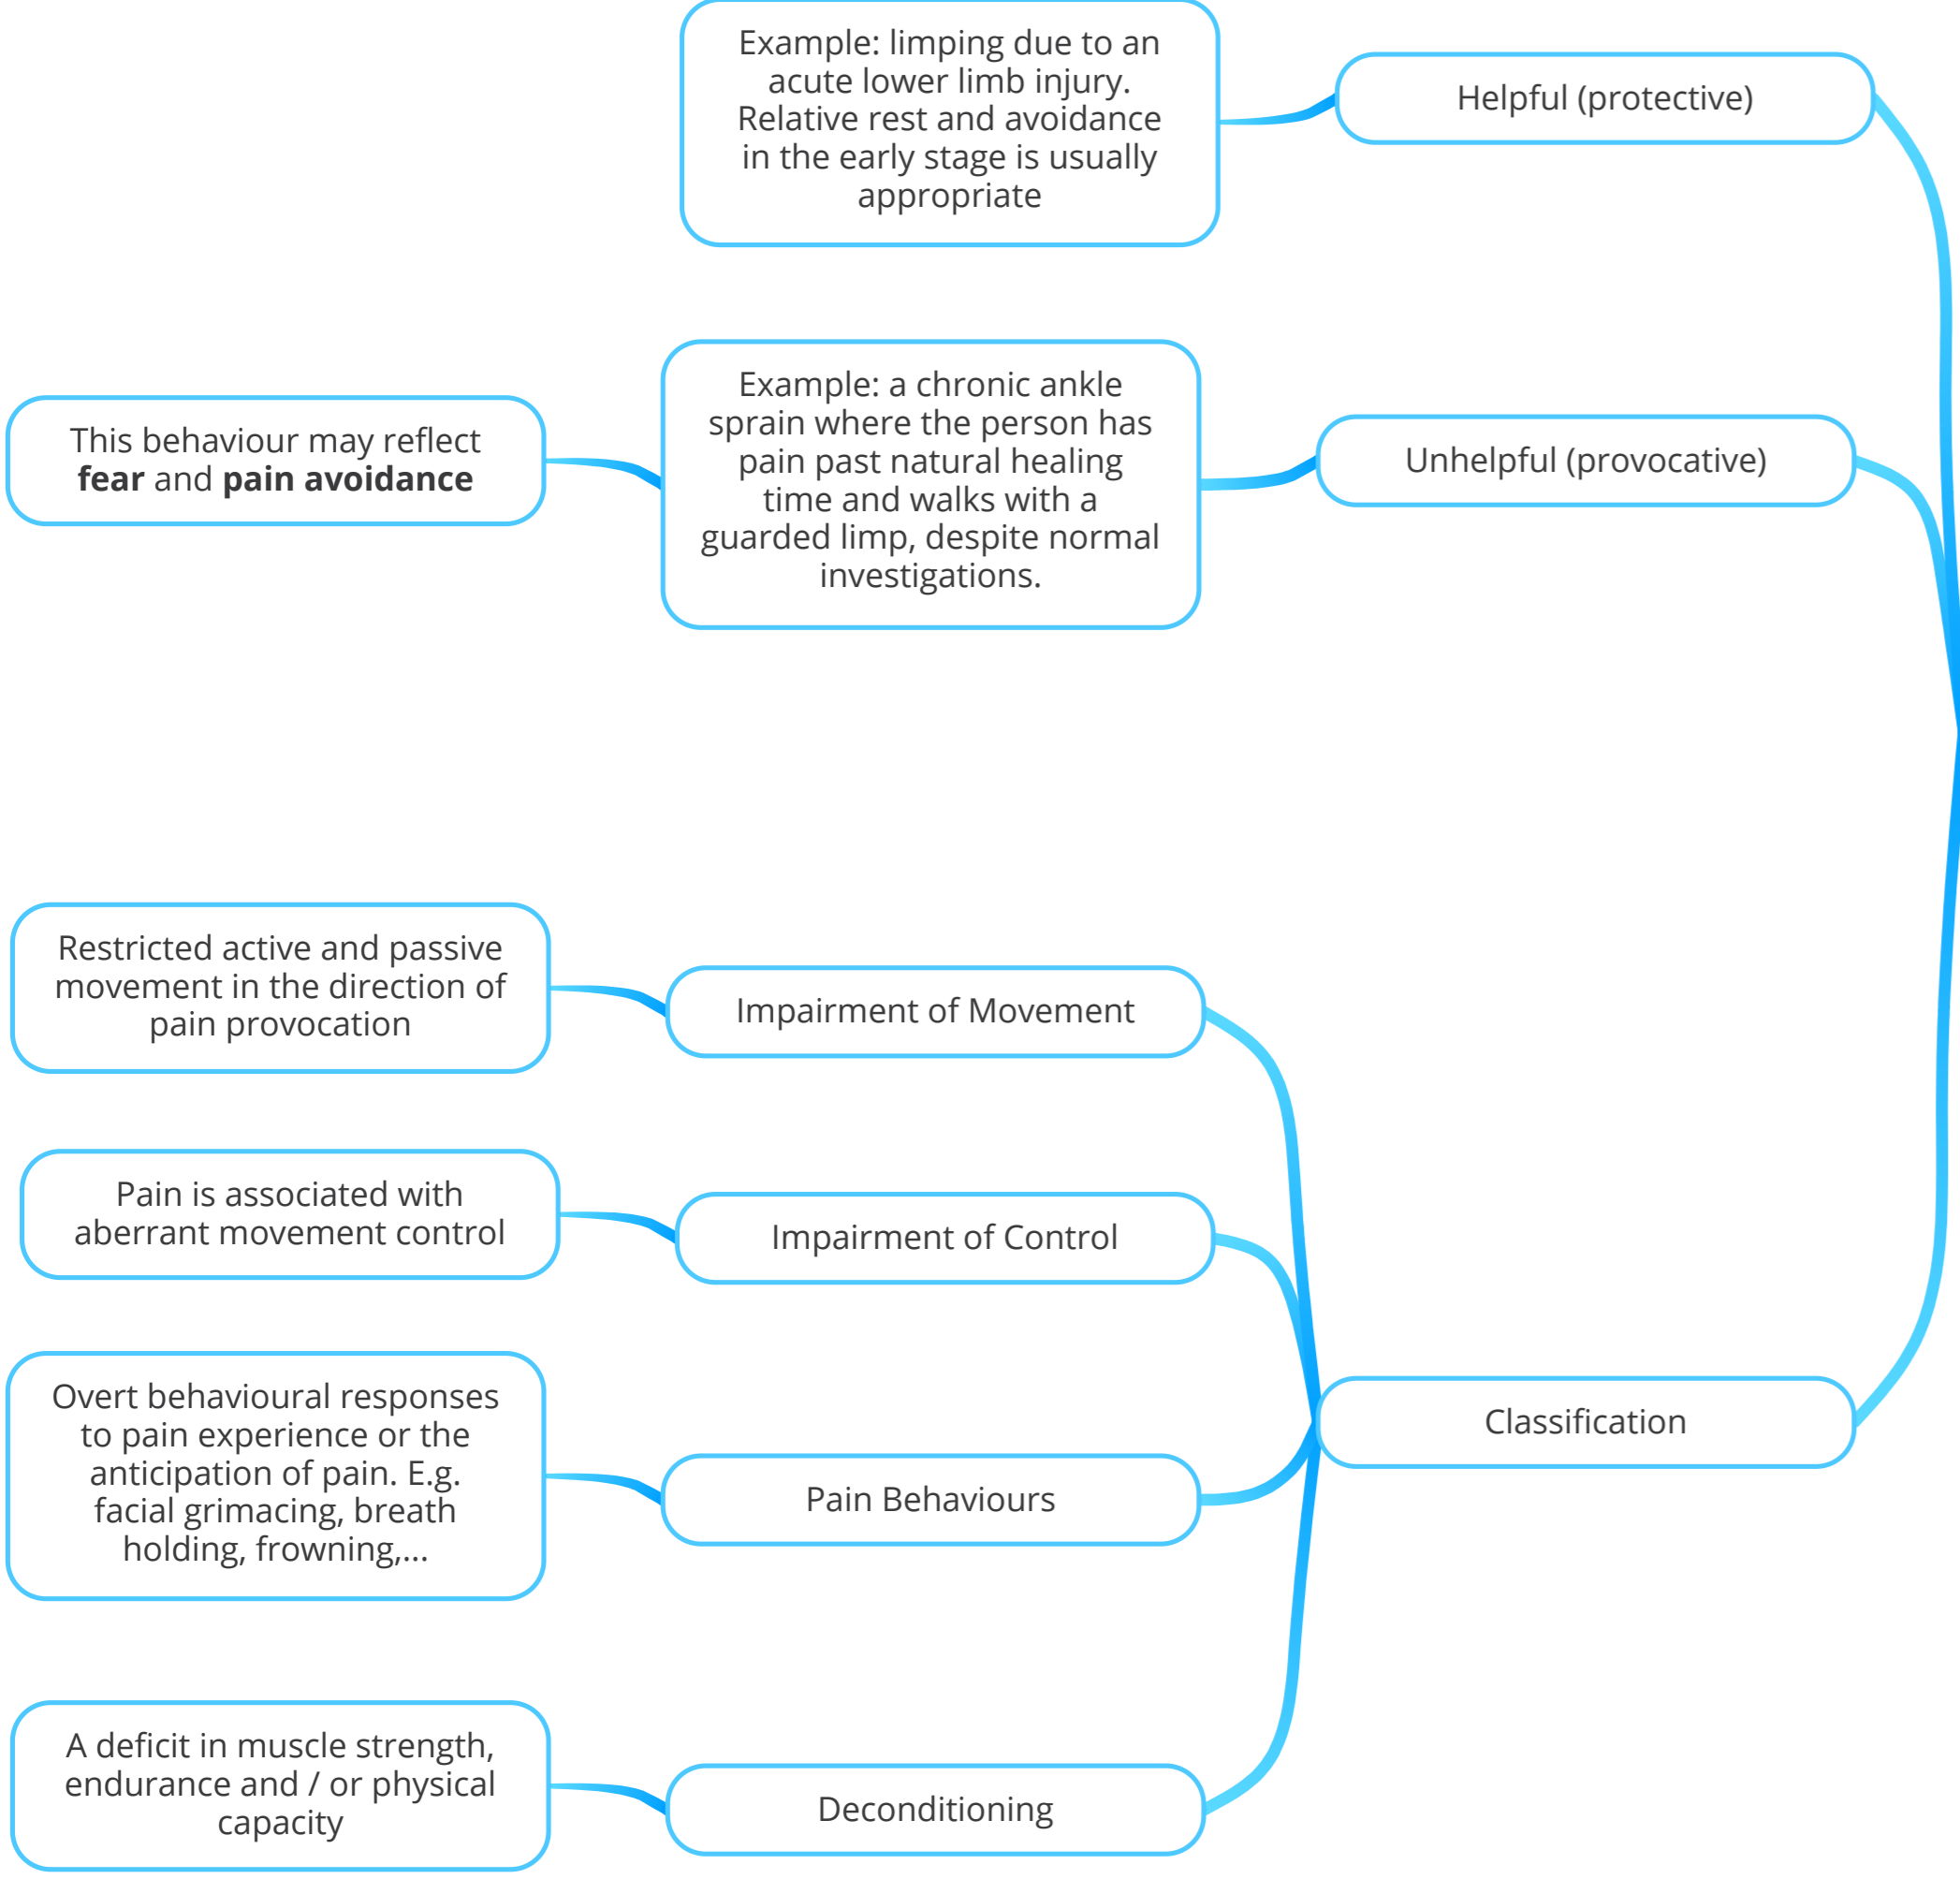 Example: limping due to an
acute lower limb injury.
Relative rest and avoidance
in the early stage is usually
appropriate
Helpful (protective)
This behaviour may reflect
fear and pain avoidance
Example: a chronic ankle
sprain where the person has
pain past natural healing
time and walks with a
guarded limp, despite normal
investigations.
Unhelpful (provocative)
Restricted active and passive
movement in the direction of
pain provocation
Impairment of Movement
Pain is associated with
aberrant movement control
Impairment of Control
Overt behavioural responses
to pain experience or the
anticipation of pain. E.g.
facial grimacing, breath
holding, frowning,...
Pain Behaviours
Classification
A deficit in muscle strength,
endurance and / or physical
capacity
Deconditioning